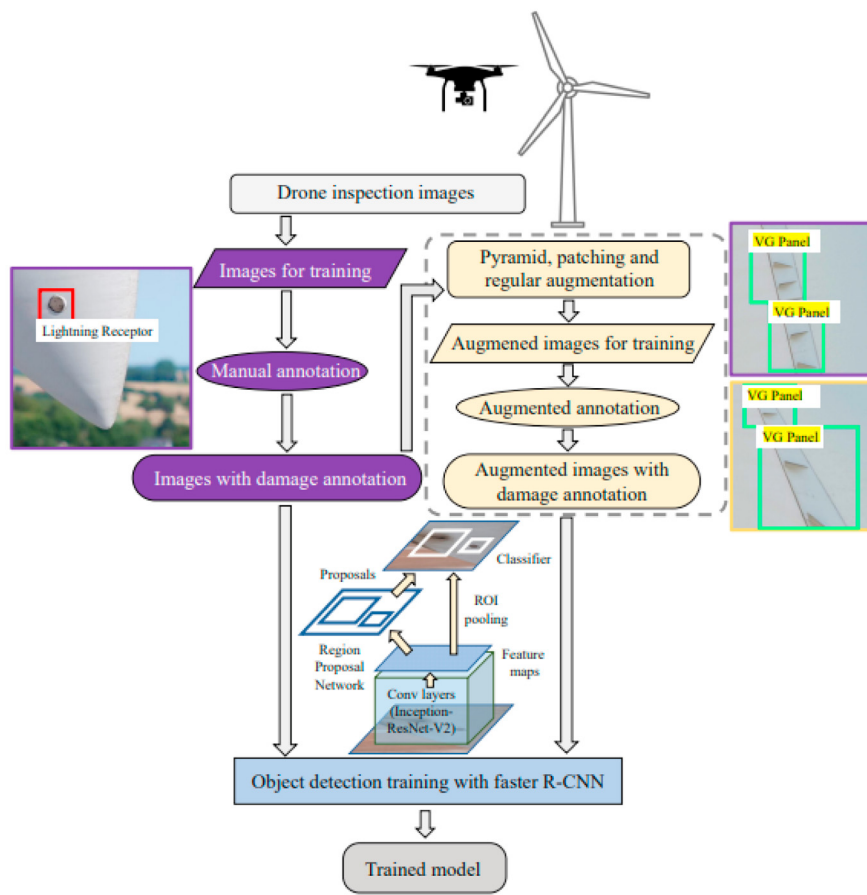 Drone inspection images
Images for training
Lightning Receptor
Manual annotation
Images with damage annotation
Pyramid, patching and
regular augmentation
Augmened images for training
Augmented annotation
Augmented images with
damage annotation
VG Panel
VG Panel
VG Panel
VG Panel
Classifier
Proposals
ROI
pooling
Region
Proposal
Network
Feature
maps
Conv layers
(Inception-
ResNet-V2)
Object detection training with faster R-CNN
Trained model